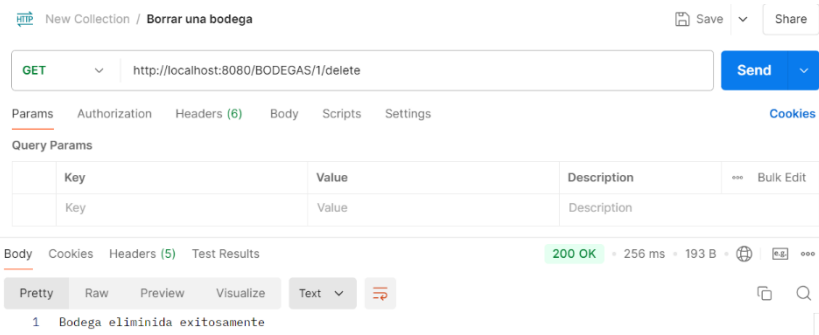 HTTP New Collection / Borrar una bodega Save Share
GET http://localhost:8080/BODEGAS/1/delete Send
Params Authorization Headers (6) Body Scripts Settings Cookies
Query Params
Key Value Description Bulk Edit
Key Value Description
Body Cookies Headers (5) Test Results 200 OK 256 ms 193 B e.g.
Pretty Raw Preview Visualize Text
1 Bodega eliminida exitosamente